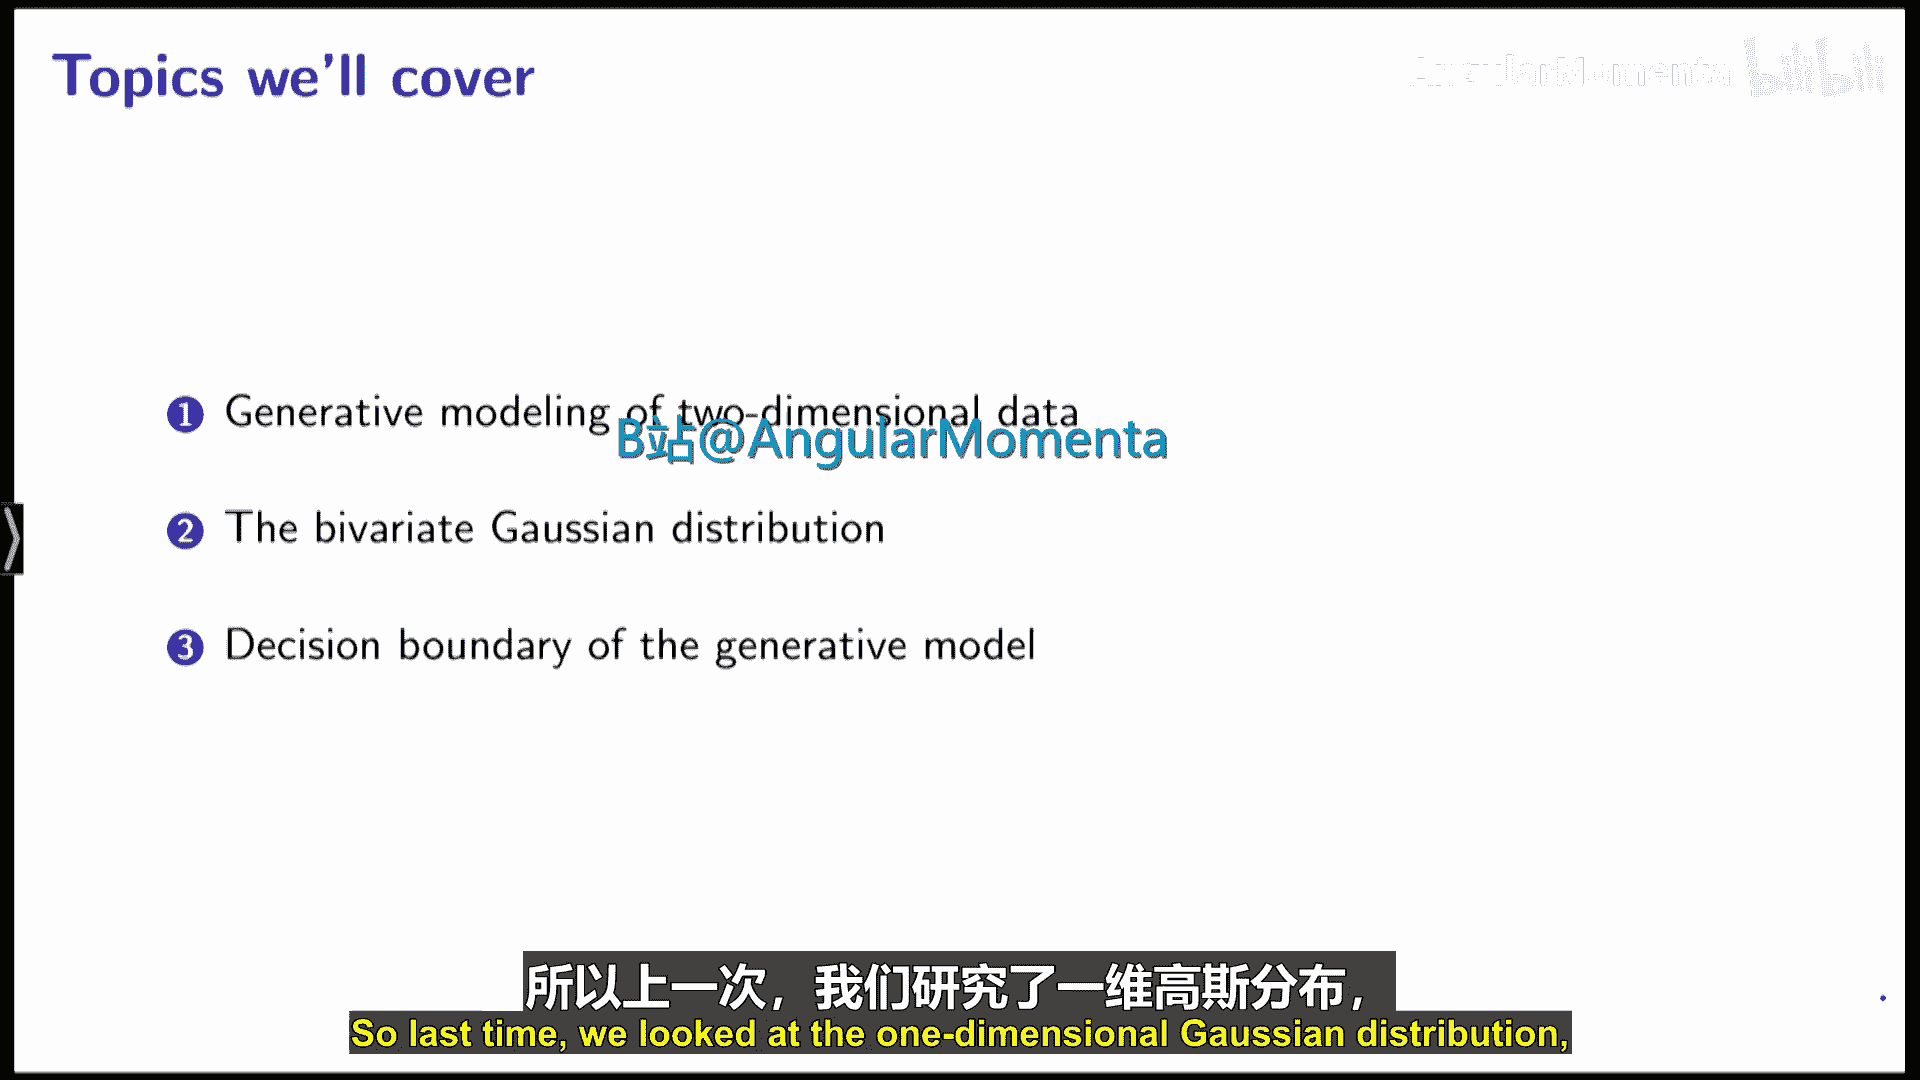 Topics we'll cover
AngularMomenta bilibili
1 Generative modeling of two-dimensional data
B站@AngularMomenta
2 The bivariate Gaussian distribution
3 Decision boundary of the generative model
所以上一次，我们研究了一维高斯分布，
So last time, we looked at the one-dimensional Gaussian distribution,